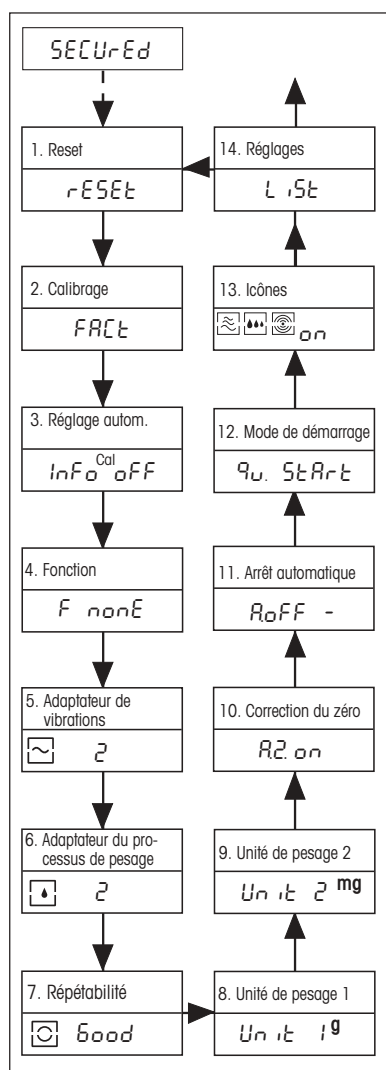 SECUrEd
1. Reset
rESEt
2. Calibrage
FACt
3. Réglage autom.
InFo Cal oFF
4. Fonction
F nonE
5. Adaptateur de
vibrations
2
6. Adaptateur du pro-
cessus de pesage
2
7. Répétabilité
Good
8. Unité de pesage 1
Unit 1 g
9. Unité de pesage 2
Unit 2 mg
10. Correction du zéro
A.Z. on
11. Arrêt automatique
A.oFF -
12. Mode de démarrage
qu. StArt
13. Icônes
on
14. Réglages
LiSt